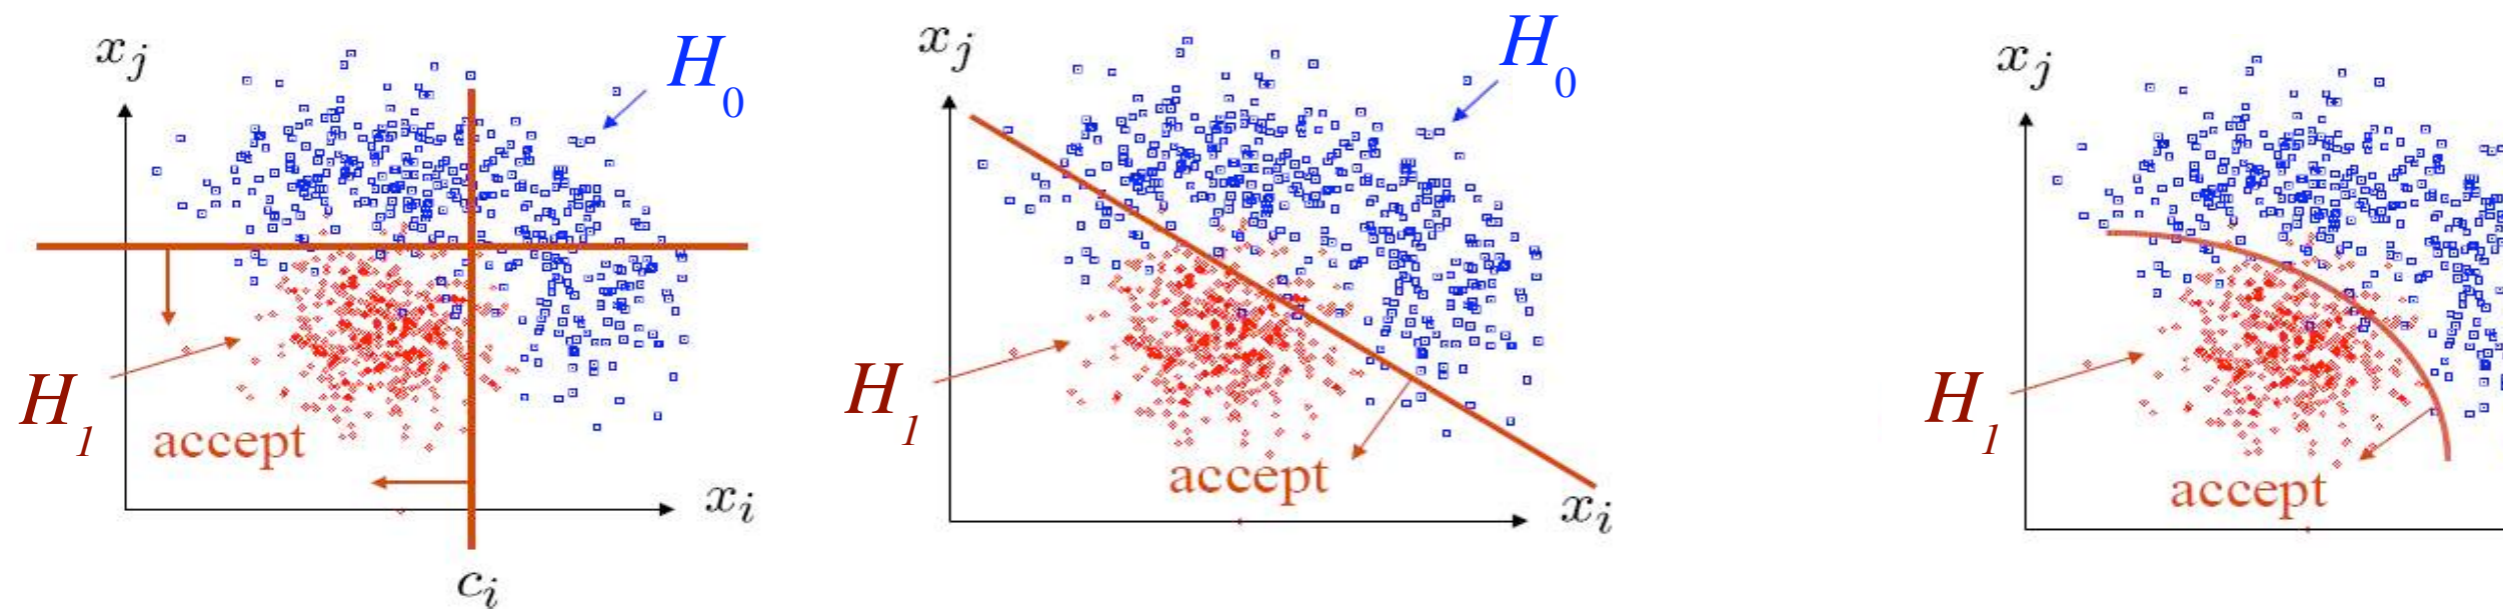 x_j
H_0
H_1
accept
x_i
c_i
x_j
H_0
H_1
accept
x_i
x_j
H_1
accept